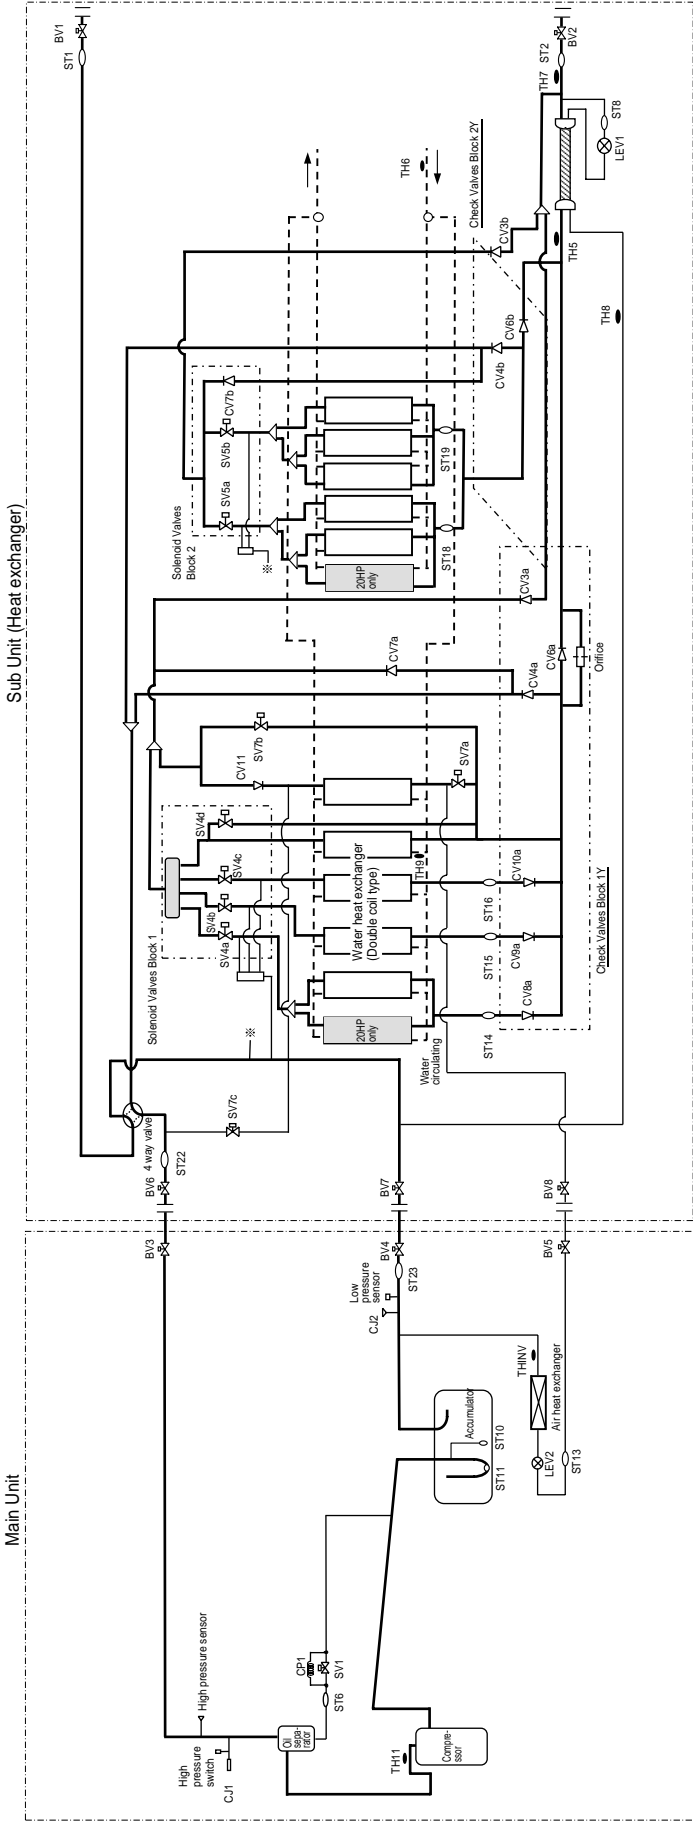 Sub Unit (Heat exchanger)
BV1
ST1
BV2
ST2
TH7
ST8
LEV1
TH6
Check Valves Block 2Y
CV3b
TH5
TH8
CV6b
CV4b
CV7b
SV5b
SV5a
ST19
ST18
Solenoid Valves
Block 2
※
20HP
only
CV3a
CV7a
CV6a
CV4a
Orifice
SV7b
CV11
SV7a
SV4d
SV4c
SV4b
SV4a
TH9
Water heat exchanger
(Double coil type)
CV10a
ST16
CV9a
ST15
CV8a
ST14
Check Valves Block 1Y
Solenoid Valves Block 1
20HP
only
※
Water
circulating
SV7c
4 way valve
ST22
BV6
BV7
BV8
Main Unit
BV3
BV4
BV5
ST23
Low
pressure
sensor
CJ2
THINV
Air heat exchanger
Accumulator
ST10
ST11
LEV2
ST13
High pressure sensor
High
pressure
switch
CJ1
CP1
SV1
ST6
Oil
sepa-
rator
TH11
Compre-
ssor